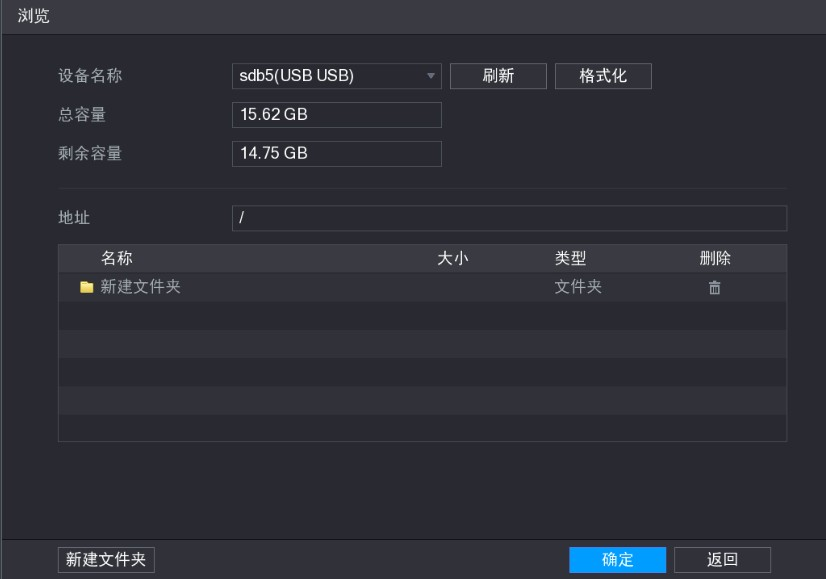 浏览
设备名称 sdb5(USB USB) 刷新 格式化
总容量 15.62 GB
剩余容量 14.75 GB
地址 /
名称 大小 类型 删除
新建文件夹 文件夹
新建文件夹 确定 返回